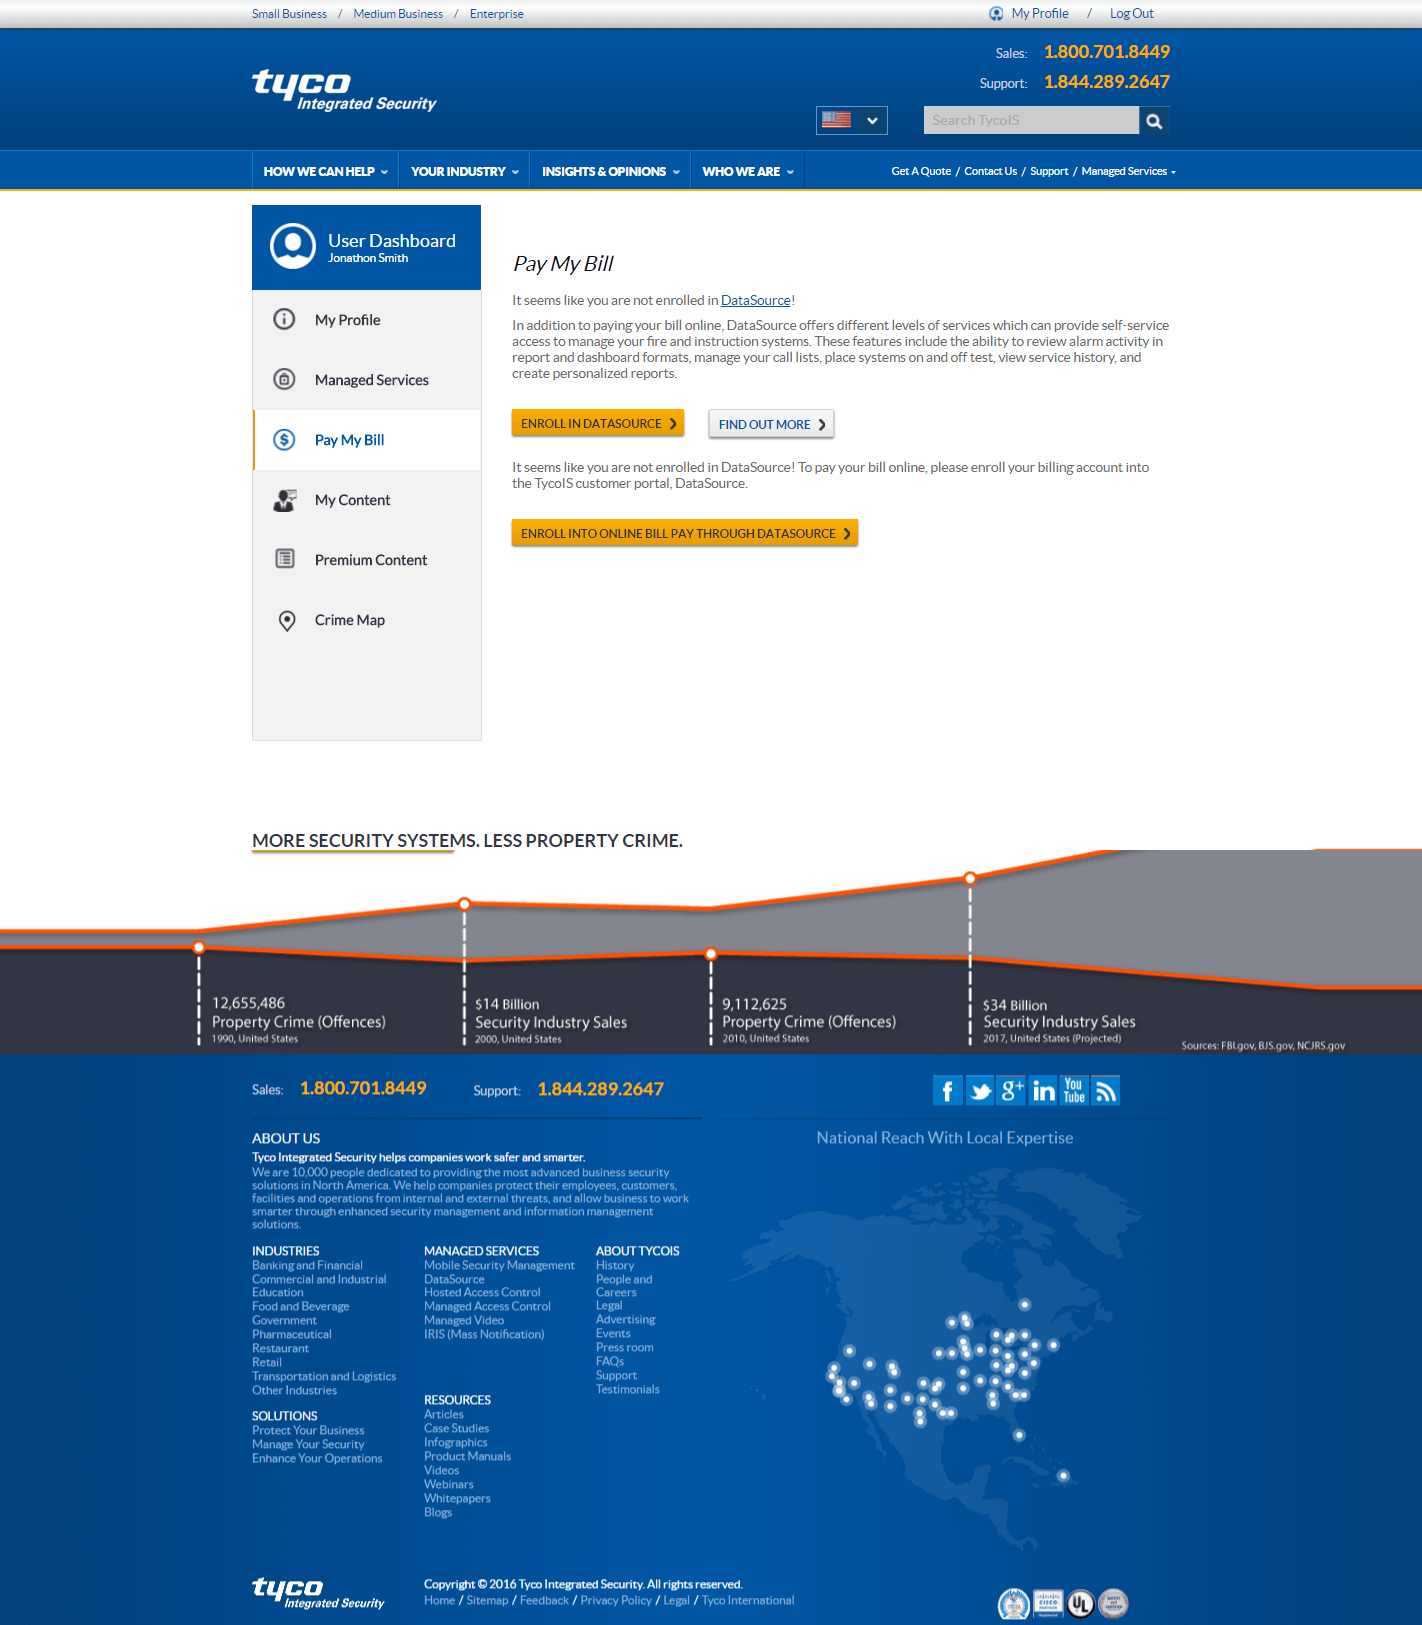 Small Business / Medium Business / Enterprise
My Profile / Log Out
Sales: 1.800.701.8449
Support: 1.844.289.2647
tyco
Integrated Security
Search TycoIS
HOW WE CAN HELP YOUR INDUSTRY INSIGHTS & OPINIONS WHO WE ARE
Get A Quote / Contact Us / Support / Managed Services
User Dashboard
Jonathon Smith
My Profile
Managed Services
Pay My Bill
My Content
Premium Content
Crime Map
Pay My Bill
It seems like you are not enrolled in DataSource!
In addition to paying your bill online, DataSource offers different levels of services which can provide self-service
access to manage your fire and instruction systems. These features include the ability to review alarm activity in
report and dashboard formats, manage your call lists, place systems on and off test, view service history, and
create personalized reports.
ENROLL IN DATASOURCE
FIND OUT MORE
It seems like you are not enrolled in DataSource! To pay your bill online, please enroll your billing account into
the TycoIS customer portal, DataSource.
ENROLL INTO ONLINE BILL PAY THROUGH DATASOURCE
MORE SECURITY SYSTEMS. LESS PROPERTY CRIME.
12,655,486
Property Crime (Offences)
1990, United States
$14 Billion
Security Industry Sales
2000, United States
9,112,625
Property Crime (Offences)
2010, United States
$34 Billion
Security Industry Sales
2017, United States (Projected)
Sources: FBI.gov, BJS.gov, NCJRS.gov
Sales: 1.800.701.8449 Support: 1.844.289.2647
f
g+
in
You
Tube
ABOUT US
Tyco Integrated Security helps companies work safer and smarter.
We are 10,000 people dedicated to providing the most advanced business security
solutions in North America. We help companies protect their employees, customers,
facilities and operations from internal and external threats, and allow business to work
smarter through enhanced security management and information management
solutions.
National Reach With Local Expertise
INDUSTRIES
Banking and Financial
Commercial and Industrial
Education
Food and Beverage
Government
Pharmaceutical
Restaurant
Retail
Transportation and Logistics
Other Industries
SOLUTIONS
Protect Your Business
Manage Your Security
Enhance Your Operations
MANAGED SERVICES
Mobile Security Management
DataSource
Hosted Access Control
Managed Access Control
Managed Video
IRIS (Mass Notification)
RESOURCES
Articles
Case Studies
Infographics
Product Manuals
Videos
Webinars
Whitepapers
Blogs
ABOUT TYCOIS
History
People and
Careers
Legal
Advertising
Events
Press room
FAQs
Support
Testimonials
tyco
Integrated Security
Copyright © 2016 Tyco Integrated Security. All rights reserved.
Home / Sitemap / Feedback / Privacy Policy / Legal / Tyco International
CISCO
UL